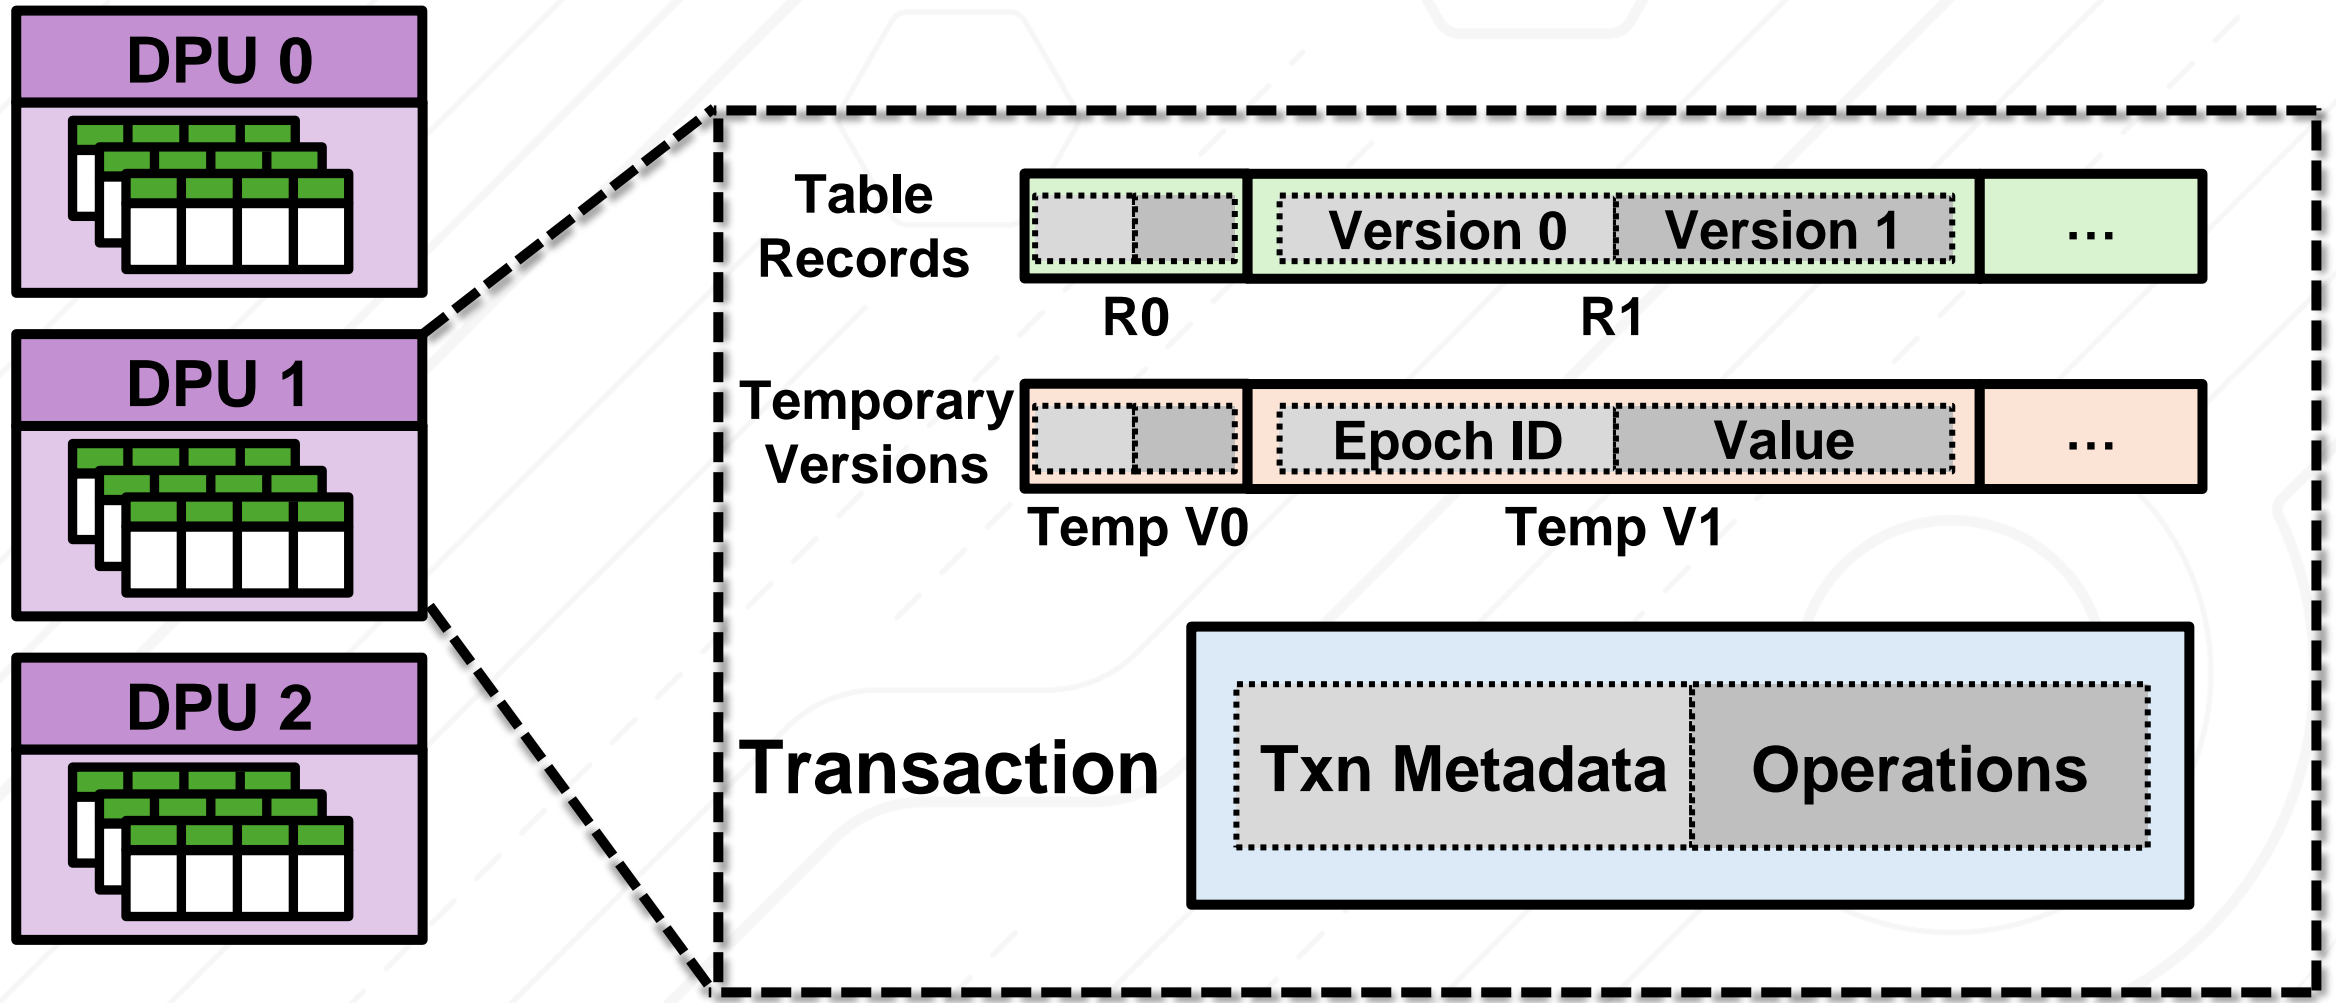 DPU 0
DPU 1
DPU 2
Table
Records
Version 0 Version 1 ...
R0 R1
Temporary
Versions
Epoch ID Value ...
Temp V0 Temp V1
Transaction Txn Metadata Operations